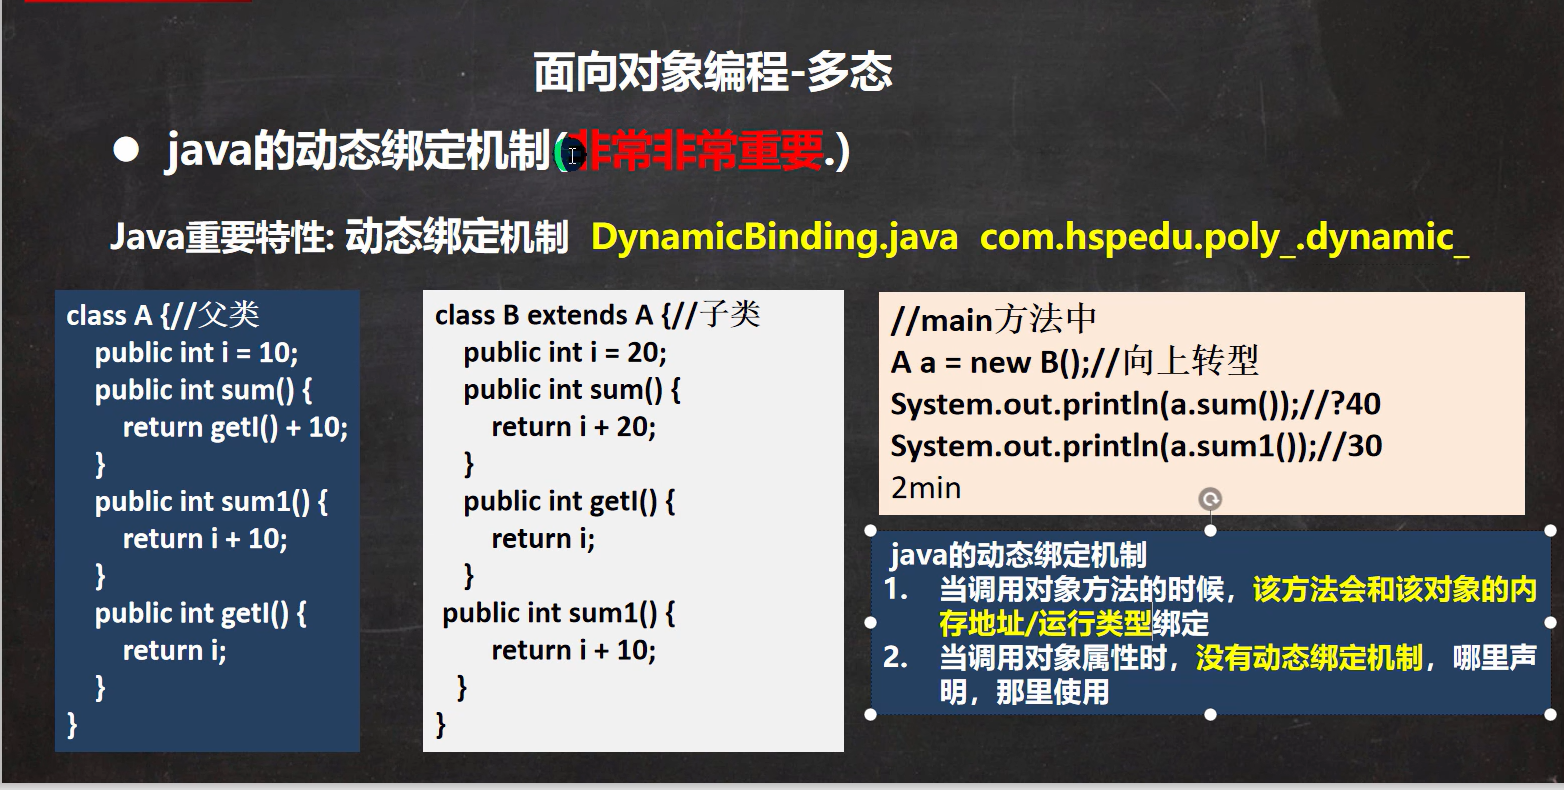 面向对象编程-多态
● java的动态绑定机制(非常非常重要.)
Java重要特性: 动态绑定机制 DynamicBinding.java com.hspedu.poly_.dynamic_
class A {//父类
public int i = 10;
public int sum() {
return getI() + 10;
}
public int sum1() {
return i + 10;
}
public int getI() {
return i;
}
}
class B extends A {//子类
public int i = 20;
public int sum() {
return i + 20;
}
public int getI() {
return i;
}
public int sum1() {
return i + 10;
}
}
//main方法中
A a = new B();//向上转型
System.out.println(a.sum());//?40
System.out.println(a.sum1());//30
2min
java的动态绑定机制
1. 当调用对象方法的时候，该方法会和该对象的内
存地址/运行类型绑定
2. 当调用对象属性时，没有动态绑定机制，哪里声
明，那里使用